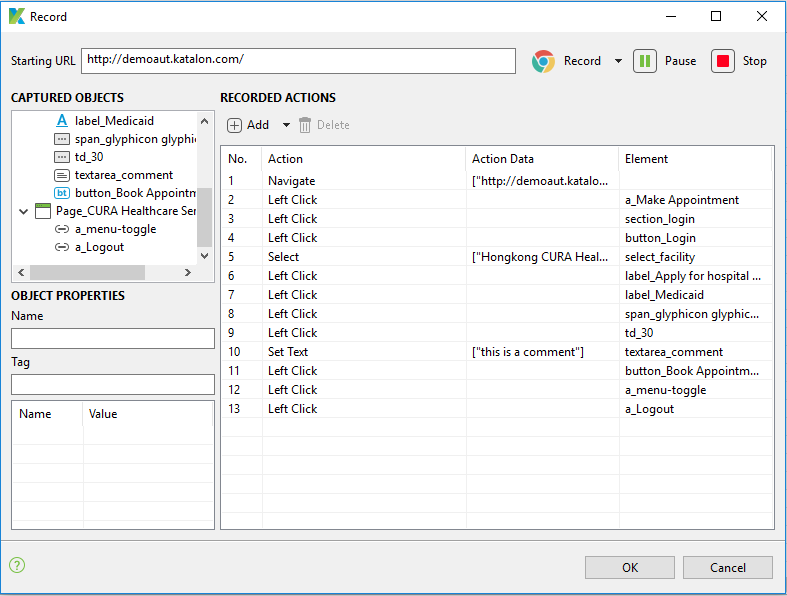 Record
Starting URL http://demoaut.katalon.com/ Record Pause Stop
CAPTURED OBJECTS
label_Medicaid
span_glyphicon glyphi
td_30
textarea_comment
bt button_Book Appointm
Page_CURA Healthcare Ser
a_menu-toggle
a_Logout
OBJECT PROPERTIES
Name
Tag
Name Value
RECORDED ACTIONS
Add Delete
No. Action Action Data Element
1 Navigate ["http://demoaut.katalo...
2 Left Click a_Make Appointment
3 Left Click section_login
4 Left Click button_Login
5 Select ["Hongkong CURA Heal... select_facility
6 Left Click label_Apply for hospital ...
7 Left Click label_Medicaid
8 Left Click span_glyphicon glyphic...
9 Left Click td_30
10 Set Text ["this is a comment"] textarea_comment
11 Left Click button_Book Appointm...
12 Left Click a_menu-toggle
13 Left Click a_Logout
?
OK Cancel